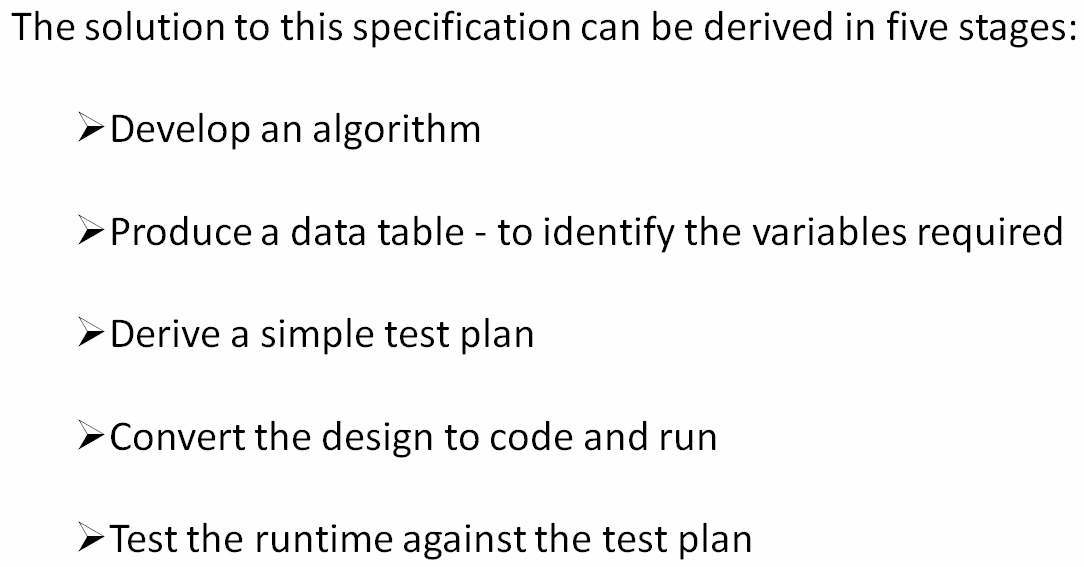 The solution to this specification can be derived in five stages:
➢Develop an algorithm
➢Produce a data table - to identify the variables required
➢Derive a simple test plan
➢Convert the design to code and run
➢Test the runtime against the test plan